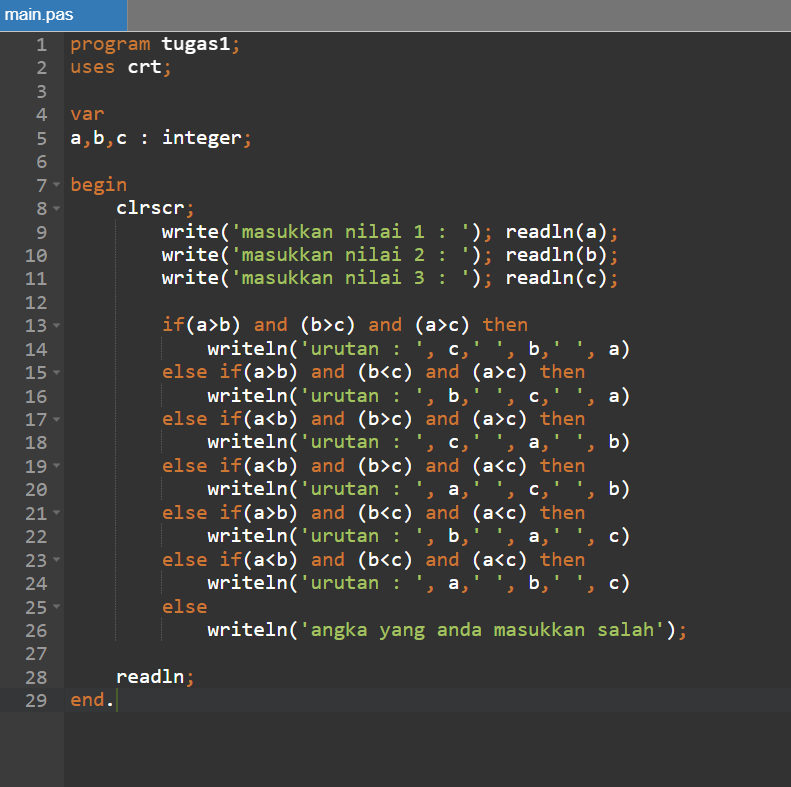 main.pas
1 program tugas1;
2 uses crt;
3
4 var
5 a,b,c : integer;
6
7 begin
8     clrscr;
9         write('masukkan nilai 1 : '); readln(a);
10         write('masukkan nilai 2 : '); readln(b);
11         write('masukkan nilai 3 : '); readln(c);
12
13         if(a>b) and (b>c) and (a>c) then
14             writeln('urutan : ', c,' ', b,' ', a)
15         else if(a>b) and (b<c) and (a>c) then
16             writeln('urutan : ', b,' ', c,' ', a)
17         else if(a<b) and (b>c) and (a>c) then
18             writeln('urutan : ', c,' ', a,' ', b)
19         else if(a<b) and (b>c) and (a<c) then
20             writeln('urutan : ', a,' ', c,' ', b)
21         else if(a>b) and (b<c) and (a<c) then
22             writeln('urutan : ', b,' ', a,' ', c)
23         else if(a<b) and (b<c) and (a<c) then
24             writeln('urutan : ', a,' ', b,' ', c)
25         else
26             writeln('angka yang anda masukkan salah');
27
28     readln;
29 end.